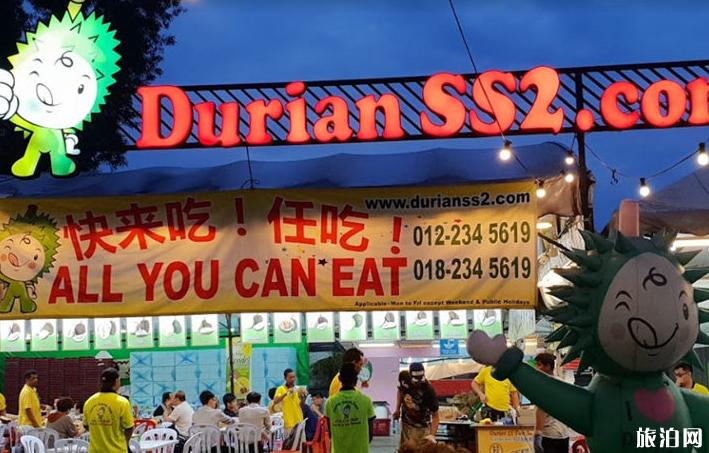 DurianSS2.com
www.durianss2.com
快来吃！任吃！
012-234 5619
ALL YOU CAN EAT
018-234 5619
Applicable-Mon to Fri except Weekend & Public Holidays
旅泊网